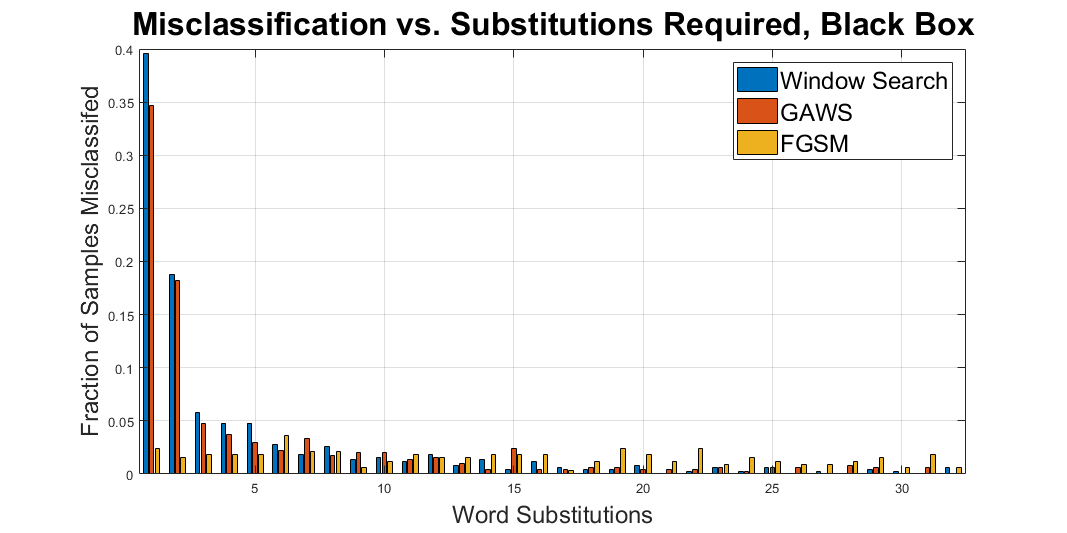 Misclassification vs. Substitutions Required, Black Box
Fraction of Samples Misclassifed
0.4
0.35
0.3
0.25
0.2
0.15
0.1
0.05
0
Window Search
GAWS
FGSM
5
10
15
20
25
30
Word Substitutions